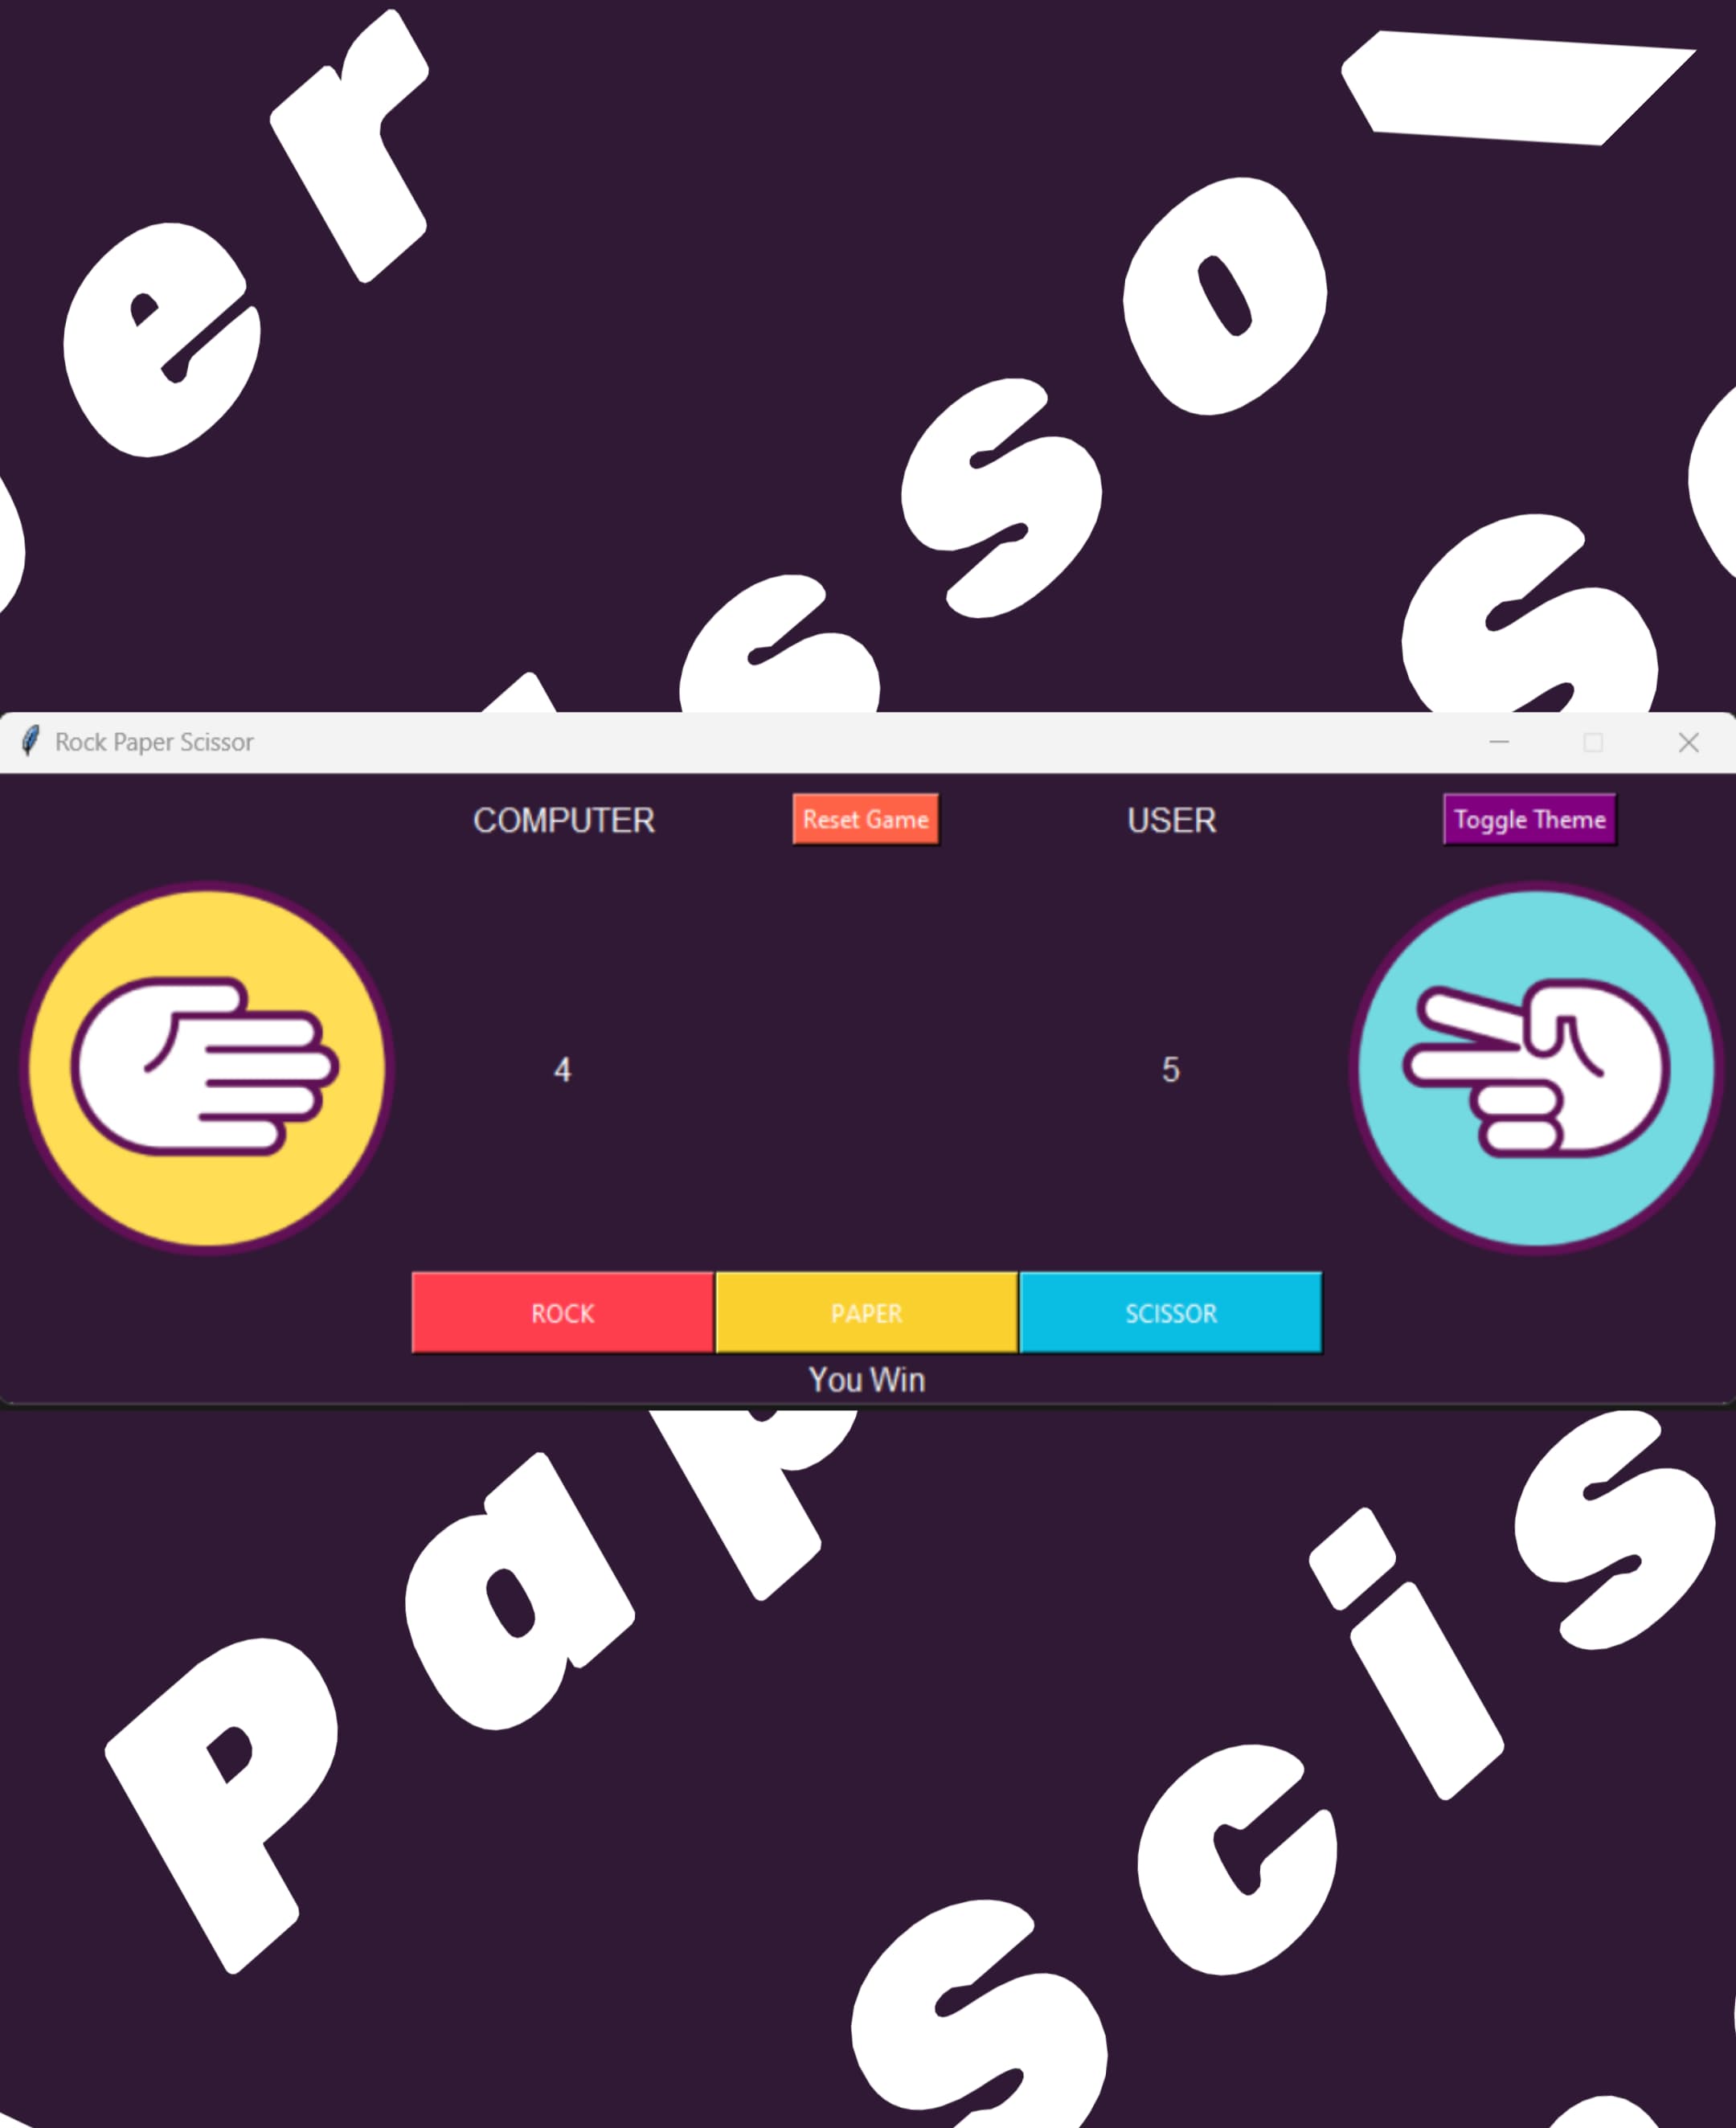 er
sso
s
Rock Paper Scissor
COMPUTER
Reset Game
USER
Toggle Theme
4
5
ROCK
PAPER
SCISSOR
You Win
Pap
Scis